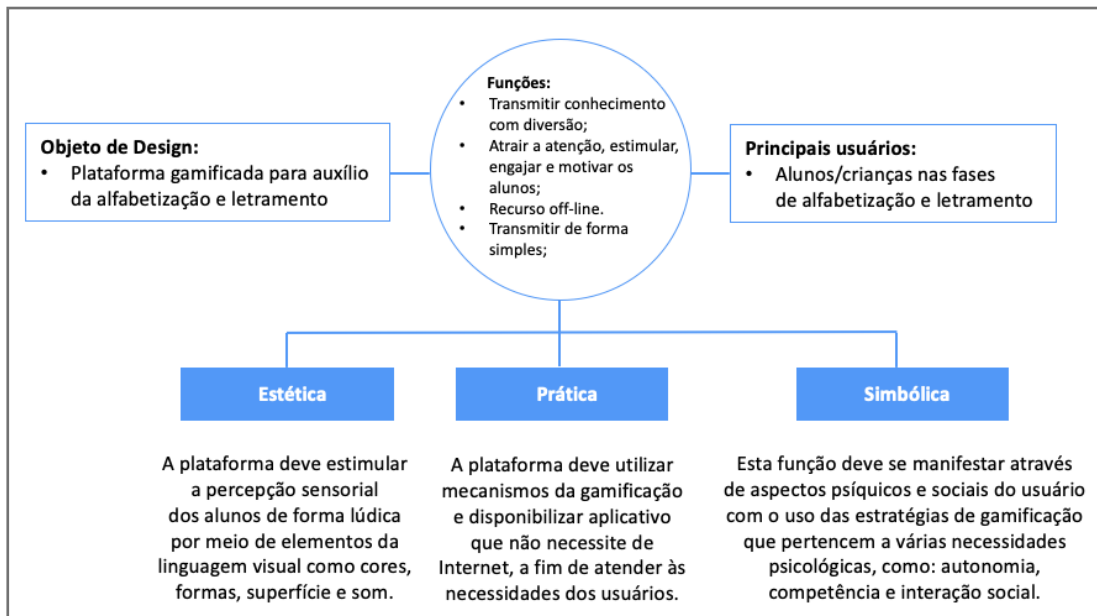 Objeto de Design:
• Plataforma gamificada para auxílio
da alfabetização e letramento
Funções:
• Transmitir conhecimento
com diversão;
• Atrair a atenção, estimular,
engajar e motivar os
alunos;
• Recurso off-line.
• Transmitir de forma
simples;
Principais usuários:
• Alunos/crianças nas fases
de alfabetização e letramento
Estética
A plataforma deve estimular
a percepção sensorial
dos alunos de forma lúdica
por meio de elementos da
linguagem visual como cores,
formas, superfície e som.
Prática
A plataforma deve utilizar
mecanismos da gamificação
e disponibilizar aplicativo
que não necessite de
Internet, a fim de atender às
necessidades dos usuários.
Simbólica
Esta função deve se manifestar através
de aspectos psíquicos e sociais do usuário
com o uso das estratégias de gamificação
que pertencem a várias necessidades
psicológicas, como: autonomia,
competência e interação social.